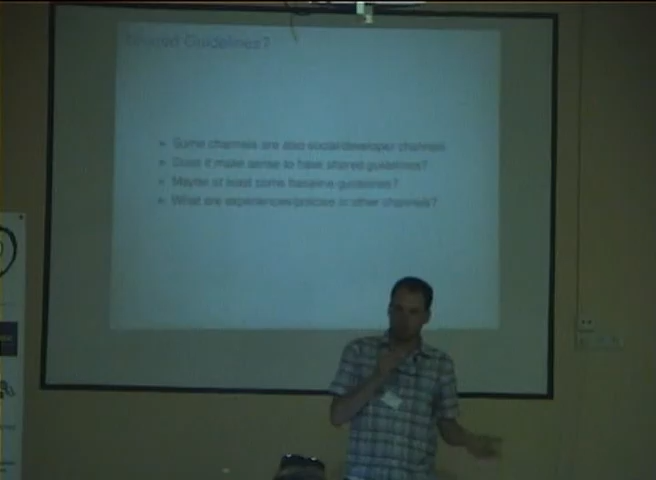 Shared Guidelines?
Some channels are also social/developer channels
Does it make sense to have shared guidelines?
Maybe at least some baseline guidelines?
What are experiences/policies in other channels?